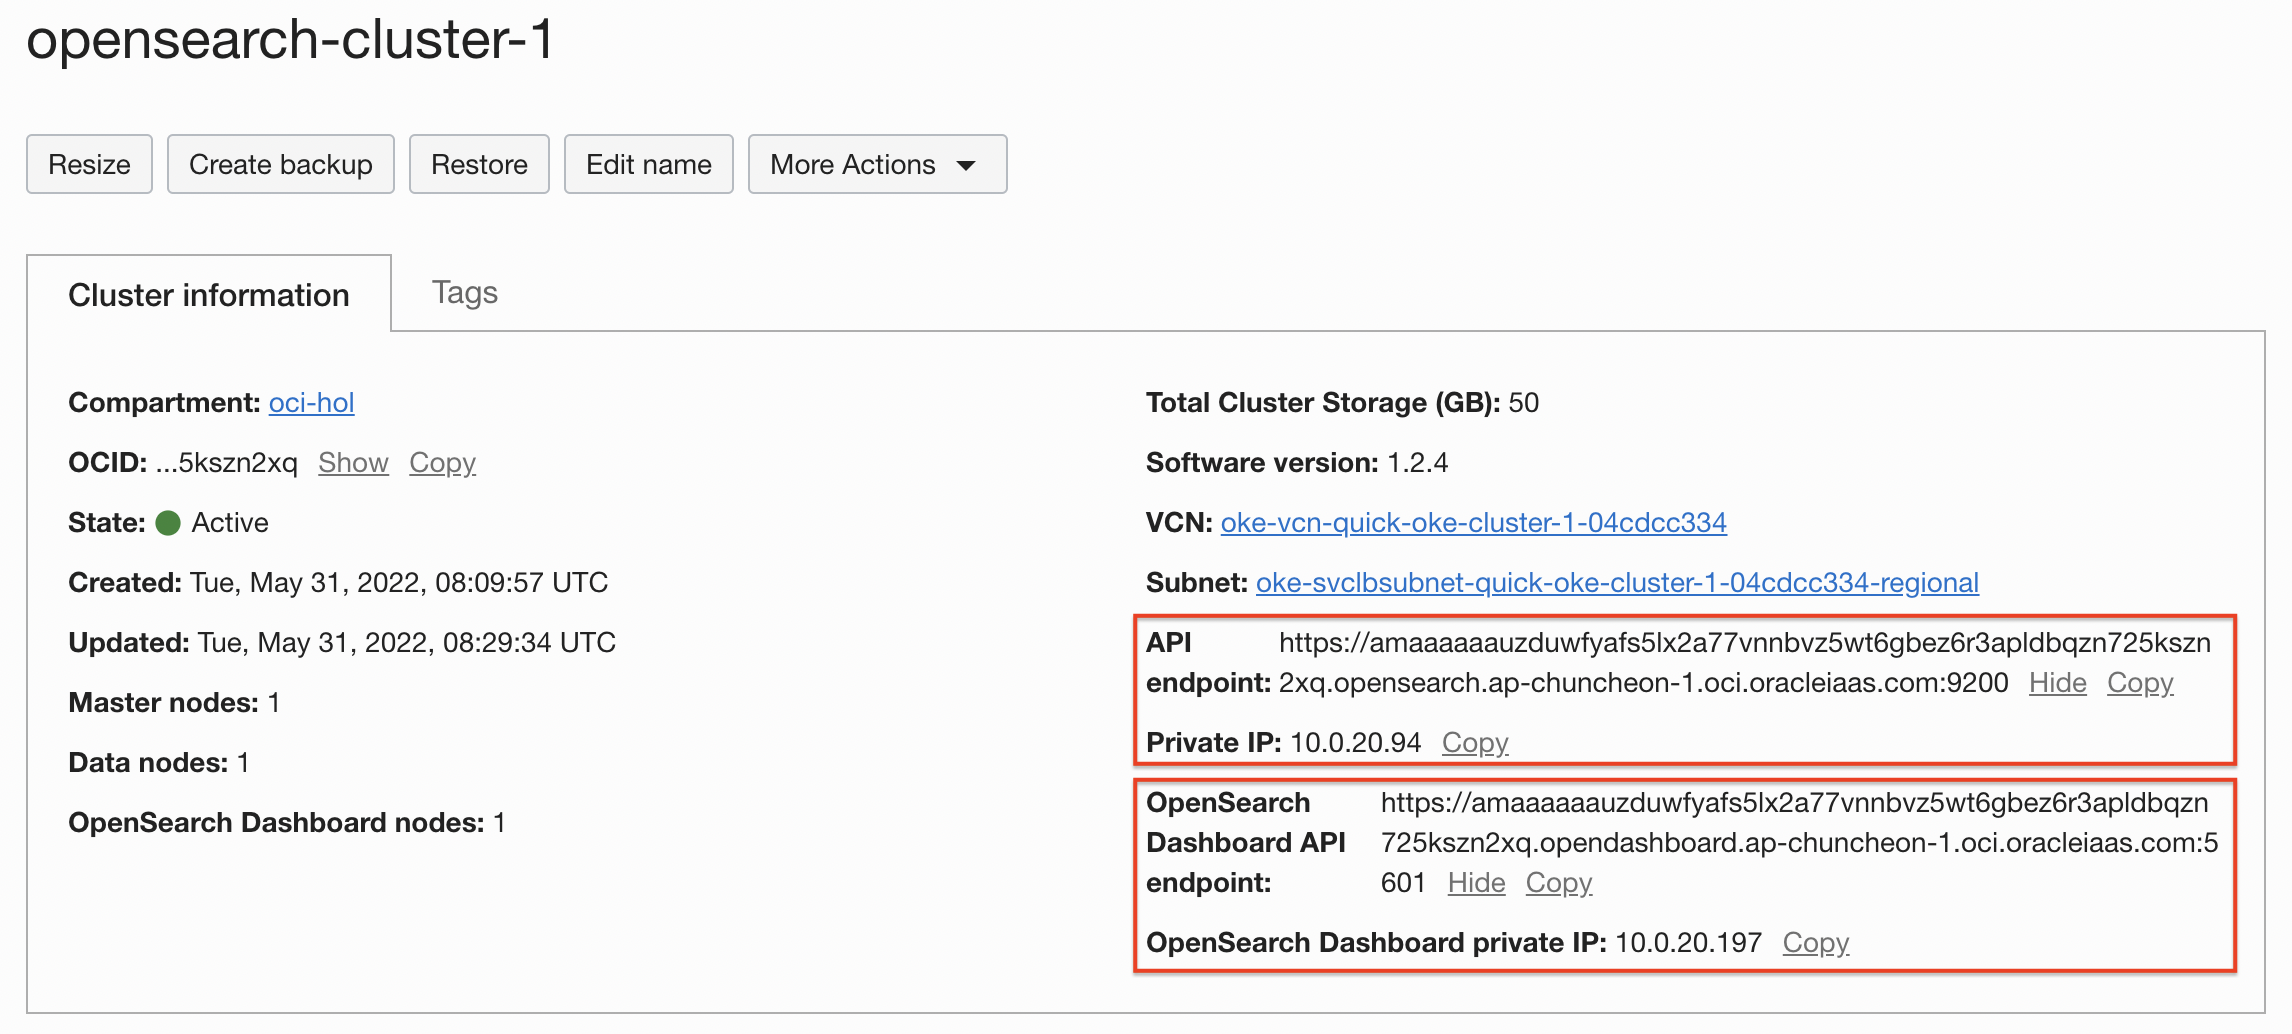 opensearch-cluster-1
Resize
Create backup
Restore
Edit name
More Actions
Cluster information
Tags
Compartment: oci-hol
OCID: ...5kszn2xq Show Copy
State: Active
Created: Tue, May 31, 2022, 08:09:57 UTC
Updated: Tue, May 31, 2022, 08:29:34 UTC
Master nodes: 1
Data nodes: 1
OpenSearch Dashboard nodes: 1
Total Cluster Storage (GB): 50
Software version: 1.2.4
VCN: oke-vcn-quick-oke-cluster-1-04cdcc334
Subnet: oke-svclbsubnet-quick-oke-cluster-1-04cdcc334-regional
API https://amaaaaaauzduwfyafs5lx2a77vnnbvz5wt6gbez6r3apldbqzn725kszn
endpoint: 2xq.opensearch.ap-chuncheon-1.oci.oracleiaas.com:9200 Hide Copy
Private IP: 10.0.20.94 Copy
OpenSearch https://amaaaaaauzduwfyafs5lx2a77vnnbvz5wt6gbez6r3apldbqzn
Dashboard API 725kszn2xq.opendashboard.ap-chuncheon-1.oci.oracleiaas.com:5
endpoint: 601 Hide Copy
OpenSearch Dashboard private IP: 10.0.20.197 Copy